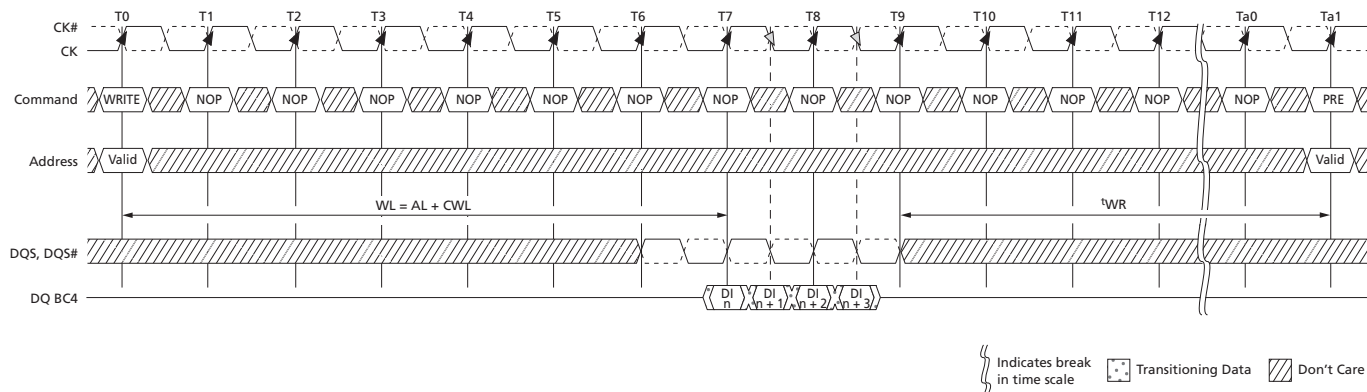 T0 T1 T2 T3 T4 T5 T6 T7 T8 T9 T10 T11 T12 Ta0 Ta1
CK#
CK
Command WRITE NOP NOP NOP NOP NOP NOP NOP NOP NOP NOP NOP NOP NOP PRE
Address Valid Valid
WL = AL + CWL tWR
DQS, DQS#
DQ BC4 DI n DI n + 1 DI n + 2 DI n + 3
Indicates break
in time scale
Transitioning Data
Don't Care